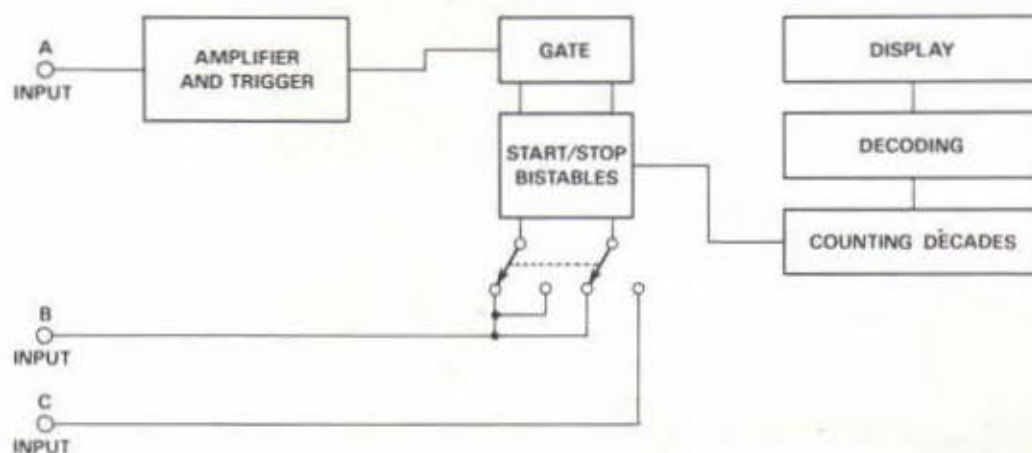 A
INPUT
AMPLIFIER
AND TRIGGER
GATE
DISPLAY
START/STOP
BISTABLES
DECODING
COUNTING DECADES
B
INPUT
C
INPUT